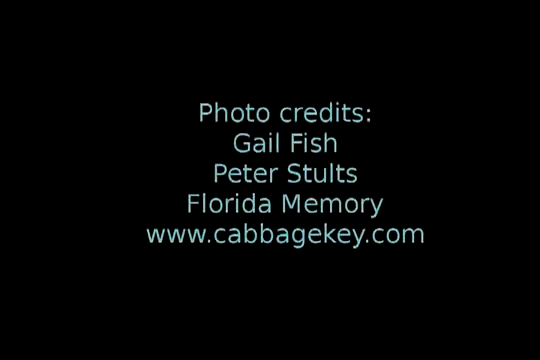 Photo credits:
Gail Fish
Peter Stults
Florida Memory
www.cabbagekey.com